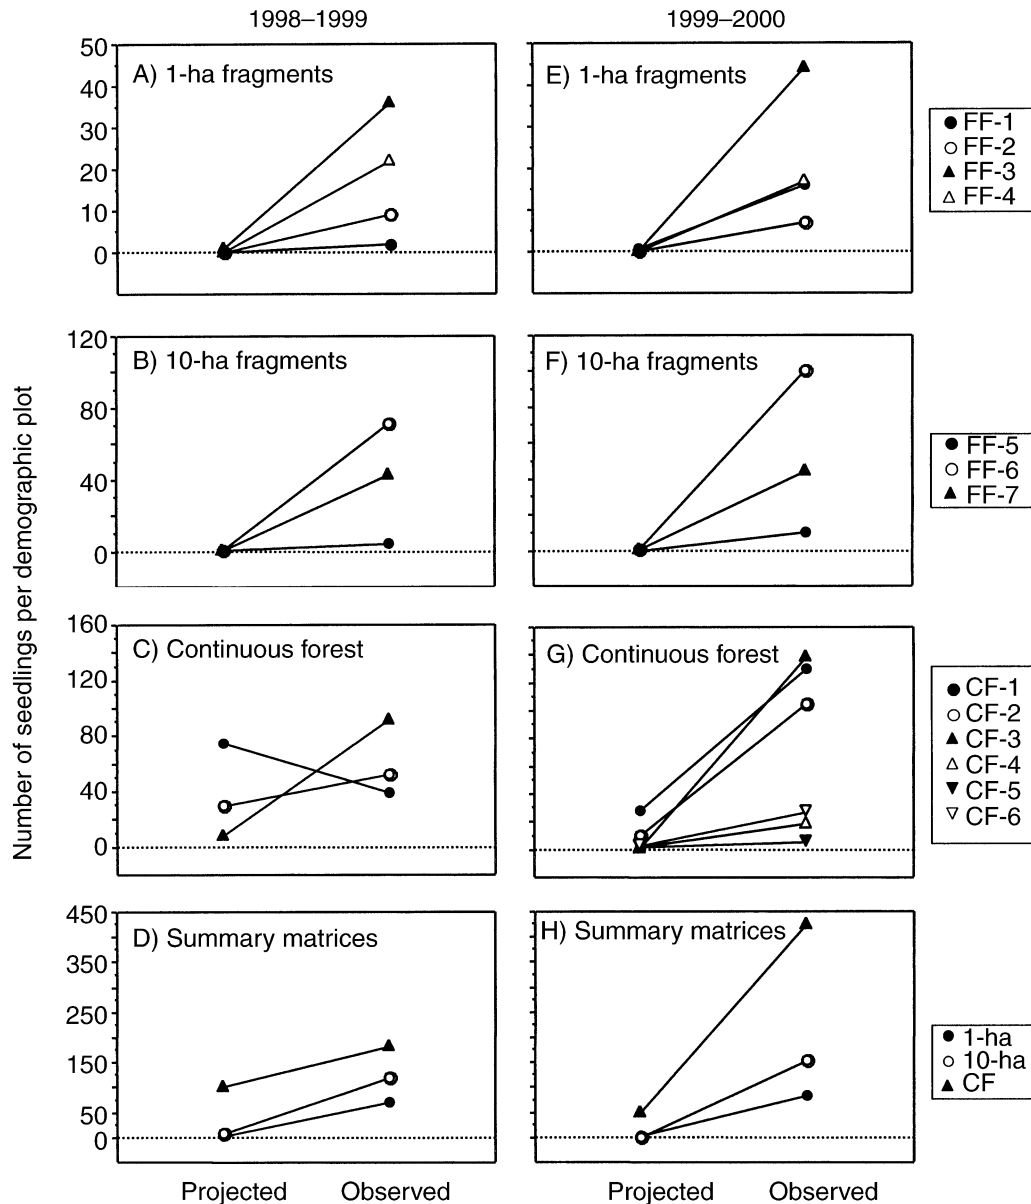 1998–1999
1999–2000
Number of seedlings per demographic plot
A) 1-ha fragments
50
40
30
20
10
0
E) 1-ha fragments
FF-1
FF-2
FF-3
FF-4
B) 10-ha fragments
120
80
40
0
F) 10-ha fragments
FF-5
FF-6
FF-7
C) Continuous forest
160
120
80
40
0
G) Continuous forest
CF-1
CF-2
CF-3
CF-4
CF-5
CF-6
D) Summary matrices
450
350
250
150
50
0
H) Summary matrices
1-ha
10-ha
CF
Projected Observed
Projected Observed